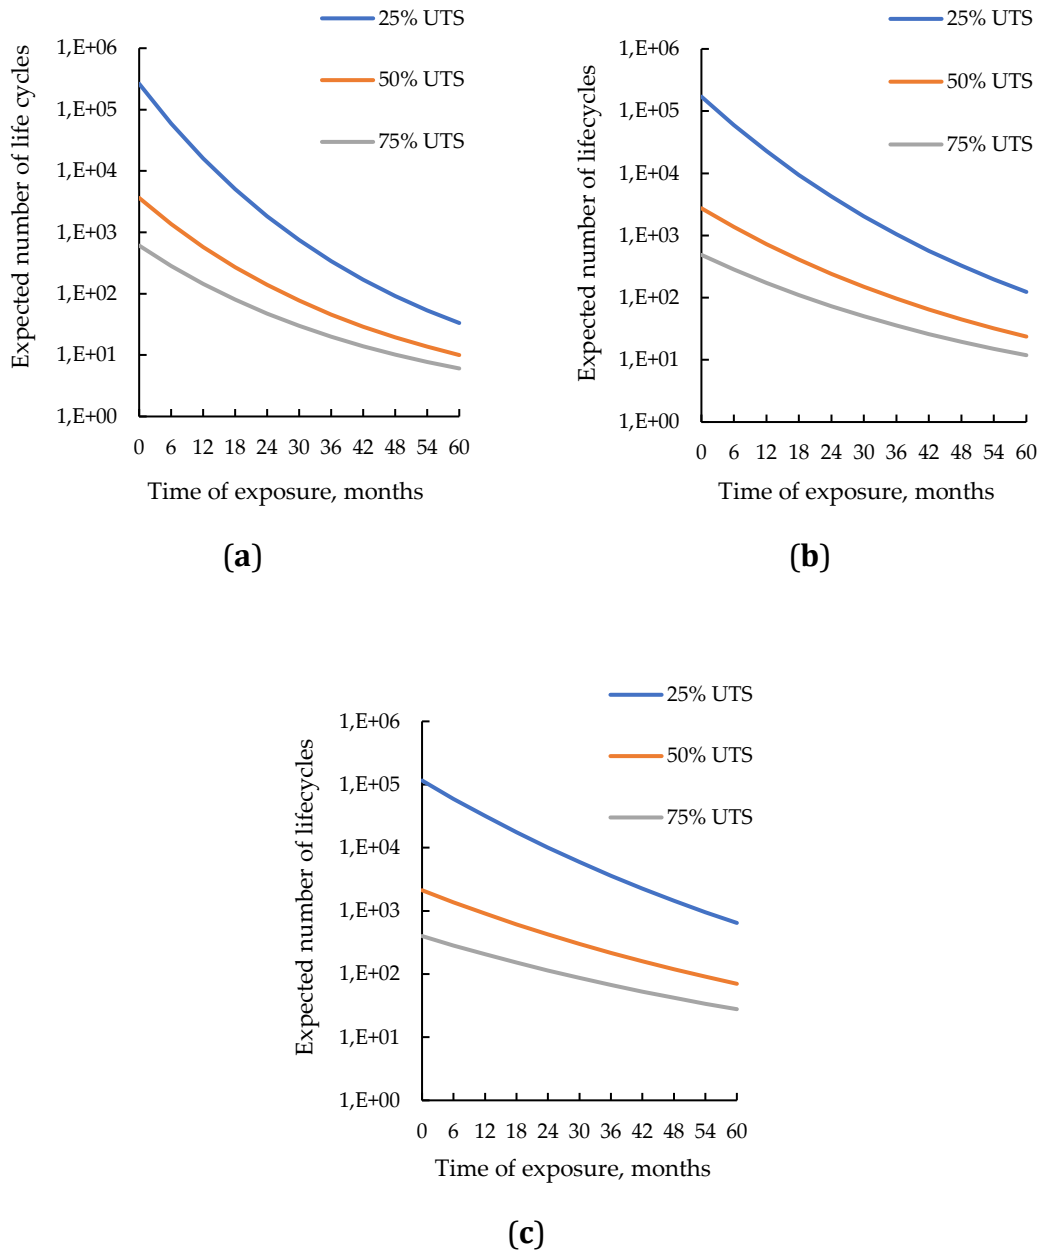 25% UTS
50% UTS
75% UTS
Expected number of life cycles
1,E+06
1,E+05
1,E+04
1,E+03
1,E+02
1,E+01
1,E+00
0 6 12 18 24 30 36 42 48 54 60
Time of exposure, months
(a)
25% UTS
50% UTS
75% UTS
Expected number of lifecycles
1,E+06
1,E+05
1,E+04
1,E+03
1,E+02
1,E+01
1,E+00
0 6 12 18 24 30 36 42 48 54 60
Time of exposure, months
(b)
25% UTS
50% UTS
75% UTS
Expected number of lifecycles
1,E+06
1,E+05
1,E+04
1,E+03
1,E+02
1,E+01
1,E+00
0 6 12 18 24 30 36 42 48 54 60
Time of exposure, months
(c)